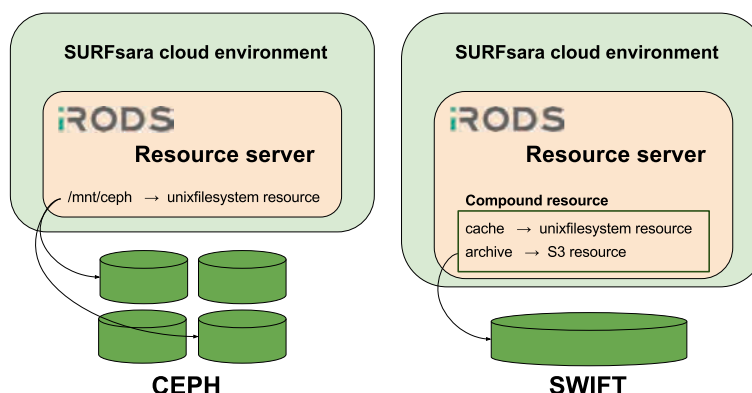 SURFsara cloud environment
iRODS
Resource server
/mnt/ceph → unixfilesystem resource
CEPH
SURFsara cloud environment
iRODS
Resource server
Compound resource
cache → unixfilesystem resource
archive → S3 resource
SWIFT